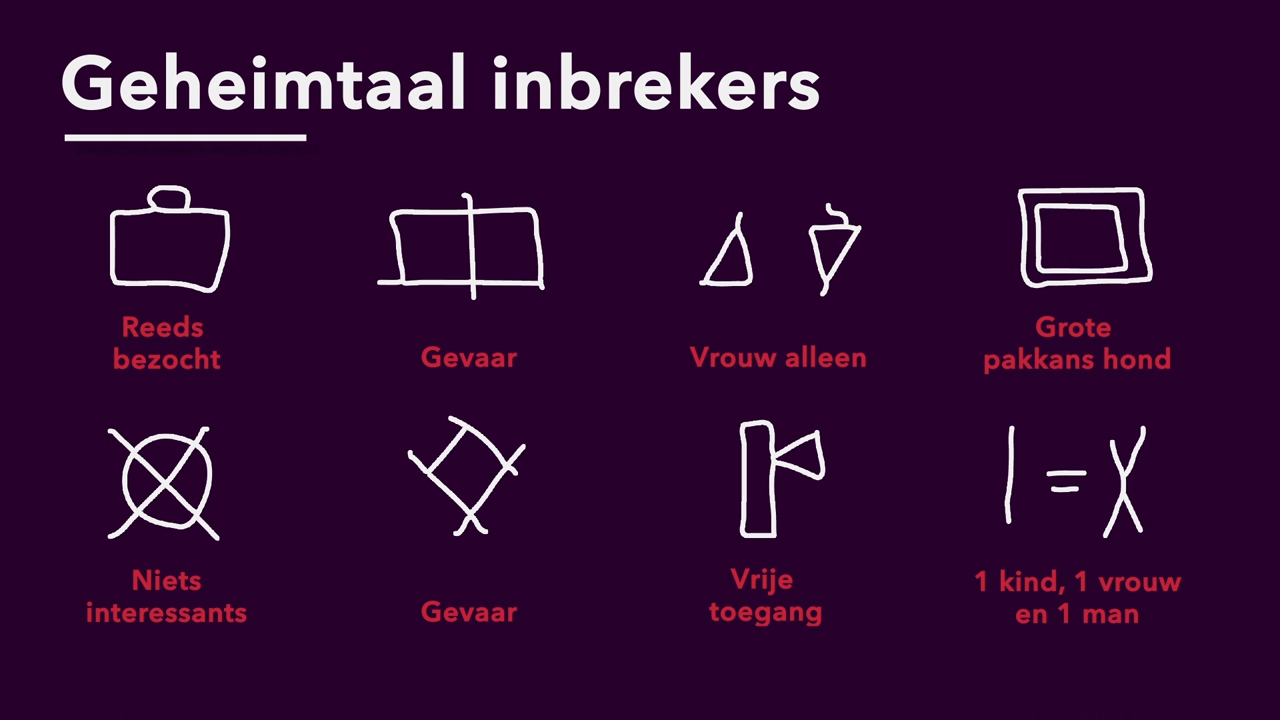 Geheimtaal inbrekers
Reeds
bezocht
Gevaar
Vrouw alleen
Grote
pakkans hond
Niets
interessants
Gevaar
Vrije
toegang
1 kind, 1 vrouw
en 1 man